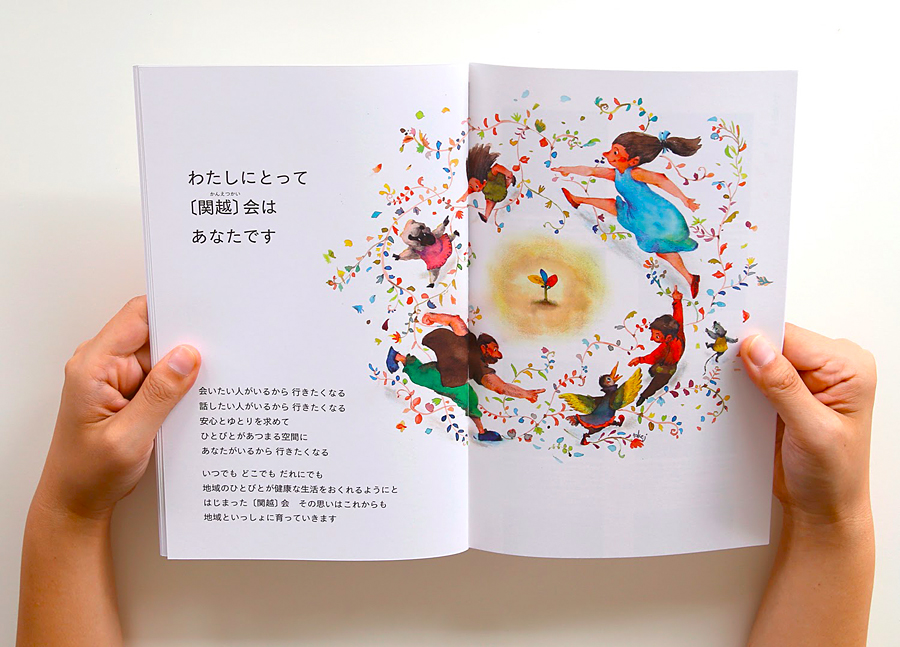 わたしにとって
かんえつかい
〔関越〕会は
あなたです
会いたい人がいるから 行きたくなる
話したい人がいるから 行きたくなる
安心とゆとりを求めて
ひとびとがあつまる空間に
あなたがいるから 行きたくなる
いつでも どこでも だれにでも
地域のひとびとが健康な生活をおくれるようにと
はじまった〔関越〕会　その思いはこれからも
地域といっしょに育っていきます